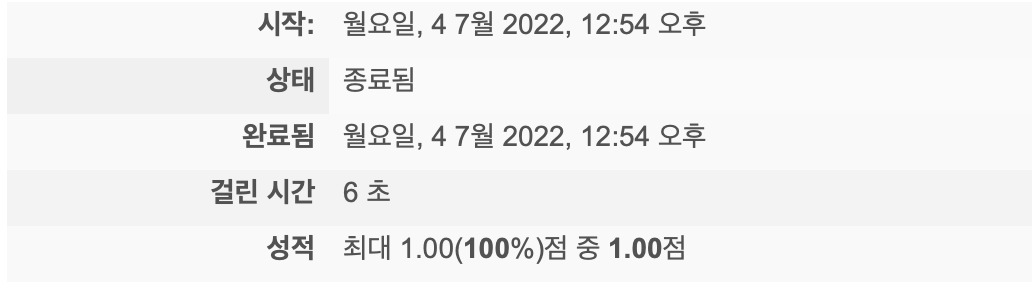 시작: 월요일, 4 7월 2022, 12:54 오후
상태 종료됨
완료됨 월요일, 4 7월 2022, 12:54 오후
걸린 시간 6 초
성적 최대 1.00(100%)점 중 1.00점